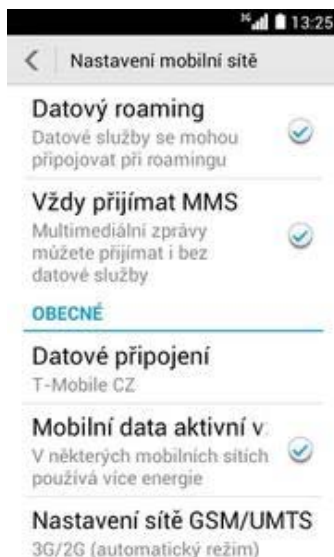 3G 13:25
Nastavení mobilní sítě
Datový roaming
Datové služby se mohou
připojovat při roamingu
Vždy přijímat MMS
Multimediální zprávy
můžete přijímat i bez
datové služby
OBECNÉ
Datové připojení
T-Mobile CZ
Mobilní data aktivní v
V některých mobilních sítích
používá více energie
Nastavení sítě GSM/UMTS
3G/2G (automatický režim)